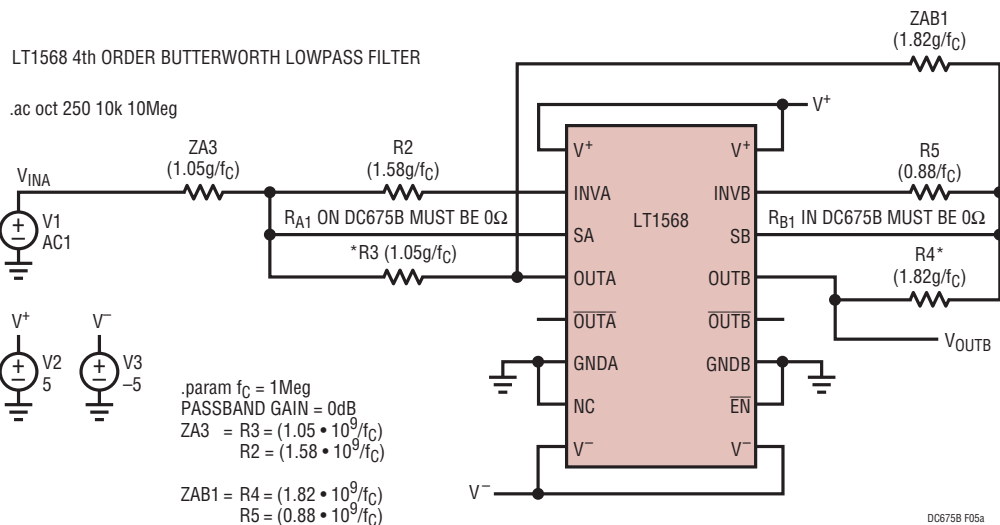 ZAB1
(1.82g/fC)
LT1568 4th ORDER BUTTERWORTH LOWPASS FILTER
.ac oct 250 10k 10Meg
V+
ZA3
(1.05g/fC)
R2
(1.58g/fC)
V+
V+
R5
(0.88/fC)
VINA
INVA
INVB
V1
AC1
RA1 ON DC675B MUST BE 0Ω
LT1568
RB1 IN DC675B MUST BE 0Ω
SA
SB
*R3 (1.05g/fC)
R4*
(1.82g/fC)
OUTA
OUTB
OUTA
OUTB
VOUTB
V+
V–
V2
5
V3
–5
GNDA
GNDB
NC
EN
.param fC = 1Meg
PASSBAND GAIN = 0dB
ZA3 = R3 = (1.05 • 10^9/fC)
R2 = (1.58 • 10^9/fC)
V–
V–
V–
ZAB1 = R4 = (1.82 • 10^9/fC)
R5 = (0.88 • 10^9/fC)
DC675B F05a